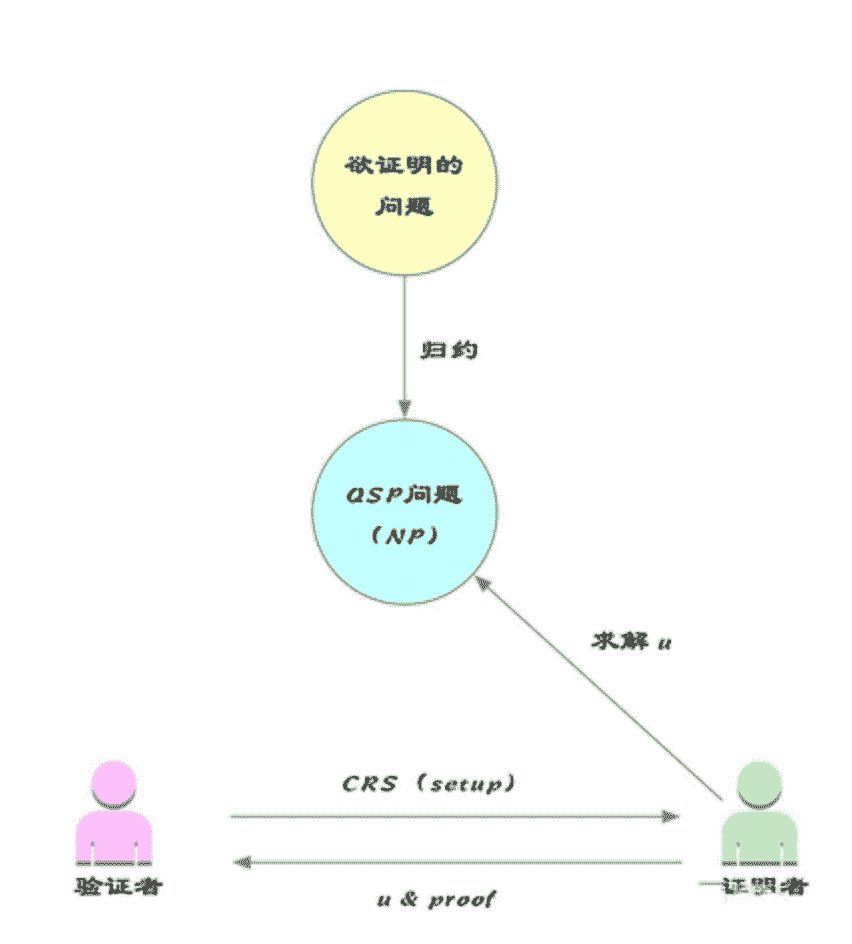 欲证明的
问题
归约
QSP问题
（NP）
求解 u
CRS（setup）
验证者
证明者
u & proof